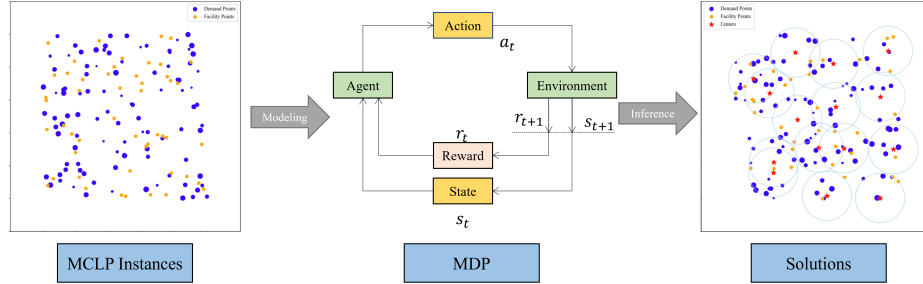 Demand Points
Facility Points
Action
a_t
Agent
Environment
Modeling
Inference
r_{t+1}
s_{t+1}
r_t
Reward
State
s_t
Demand Points
Facility Points
Centers
MCLP Instances
MDP
Solutions